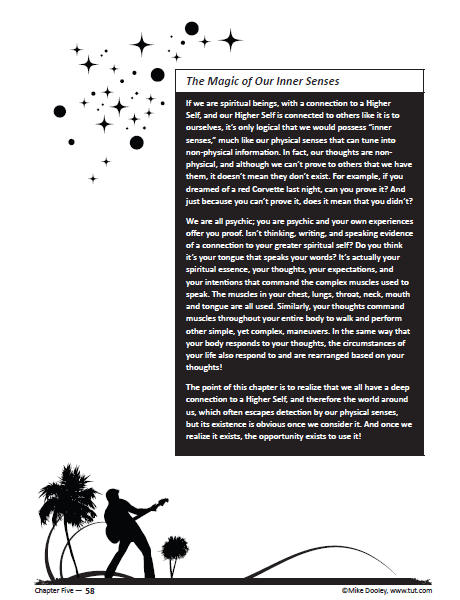 The Magic of Our Inner Senses
If we are spiritual beings, with a connection to a Higher
Self, and our Higher Self is connected to others like it is to
ourselves, it's only logical that we would possess "inner
senses," much like our physical senses that can tune into
non-physical information. In fact, our thoughts are non-
physical, and although we can't prove to others that we have
them, it doesn't mean they don't exist. For example, if you
dreamed of a red Corvette last night, can you prove it? And
just because you can't prove it, does it mean that you didn't?
We are all psychic; you are psychic and your own experiences
offer you proof. Isn't thinking, writing, and speaking evidence
of a connection to your greater spiritual self? Do you think
it's your tongue that speaks your words? It's actually your
spiritual essence, your thoughts, your expectations, and
your intentions that command the complex muscles used to
speak. The muscles in your chest, lungs, throat, neck, mouth
and tongue are all used. Similarly, your thoughts command
muscles throughout your entire body to walk and perform
other simple, yet complex, maneuvers. In the same way that
your body responds to your thoughts, the circumstances of
your life also respond to and are rearranged based on your
thoughts!
The point of this chapter is to realize that we all have a deep
connection to a Higher Self, and therefore the world around
us, which often escapes detection by our physical senses,
but its existence is obvious once we consider it. And once we
realize it exists, the opportunity exists to use it!
Chapter Five — 58
©Mike Dooley, www.tut.com